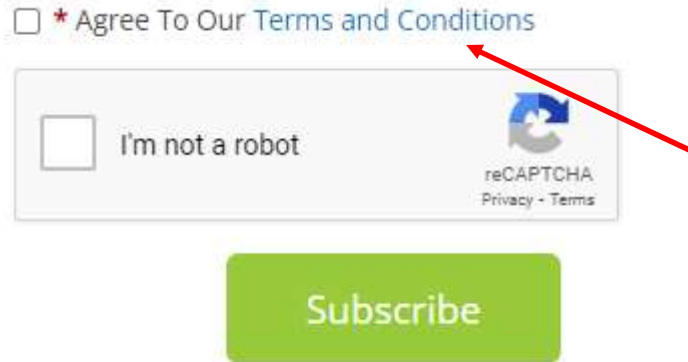 * Agree To Our Terms and Conditions
I'm not a robot
reCAPTCHA
Privacy - Terms
Subscribe